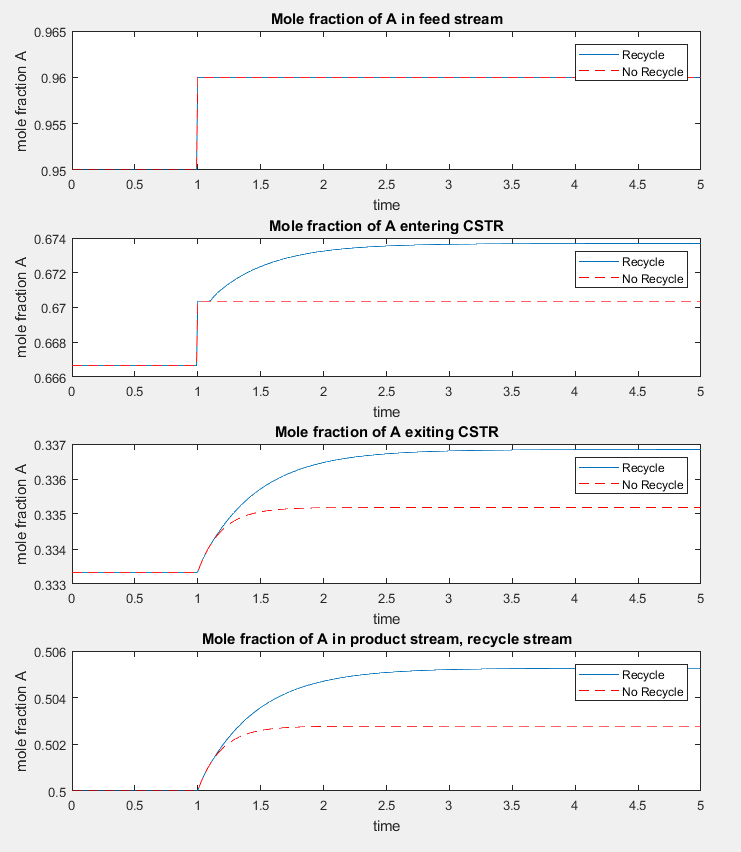 Mole fraction of A in feed stream
0.965
0.96
0.955
0.95
mole fraction A
Recycle
No Recycle
0 0.5 1 1.5 2 2.5 3 3.5 4 4.5 5
time
Mole fraction of A entering CSTR
0.674
0.672
0.67
0.668
0.666
mole fraction A
Recycle
No Recycle
0 0.5 1 1.5 2 2.5 3 3.5 4 4.5 5
time
Mole fraction of A exiting CSTR
0.337
0.336
0.335
0.334
0.333
mole fraction A
Recycle
No Recycle
0 0.5 1 1.5 2 2.5 3 3.5 4 4.5 5
time
Mole fraction of A in product stream, recycle stream
0.506
0.504
0.502
0.5
mole fraction A
Recycle
No Recycle
0 0.5 1 1.5 2 2.5 3 3.5 4 4.5 5
time